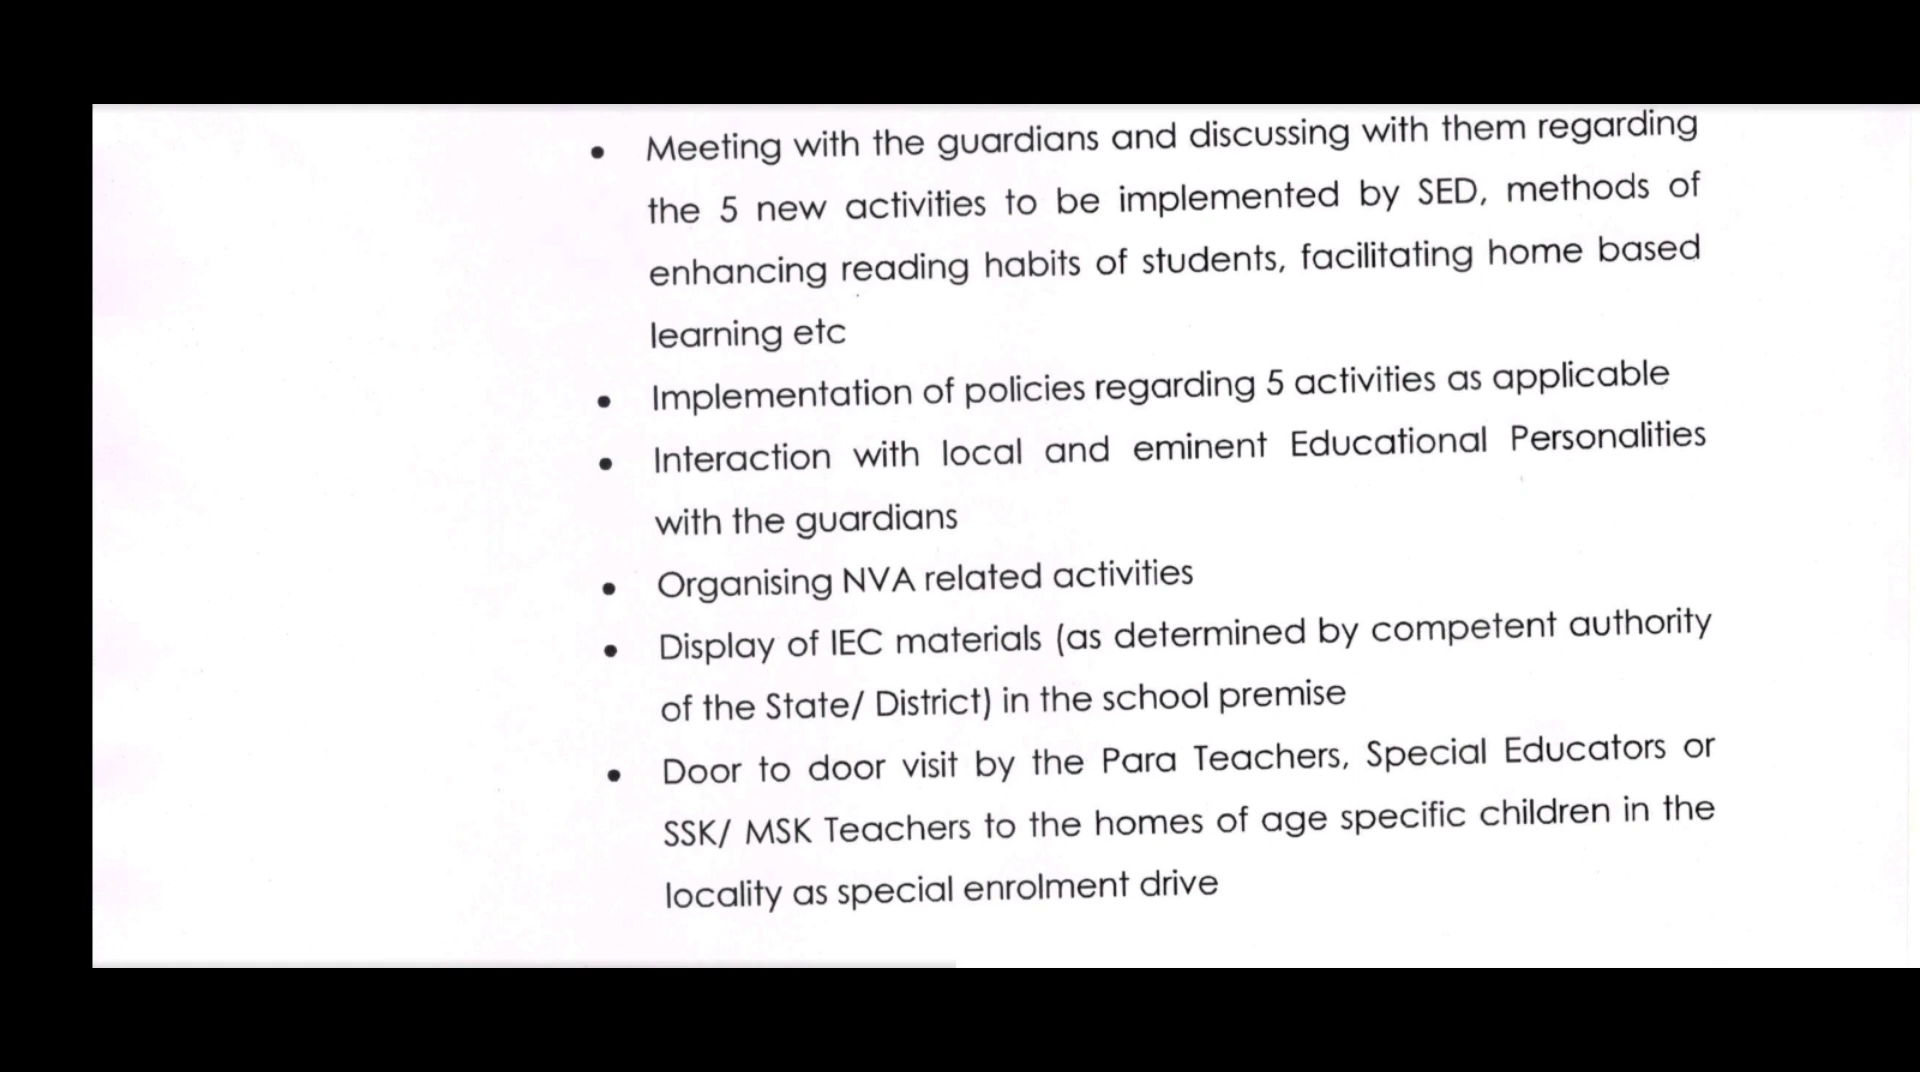 • Meeting with the guardians and discussing with them regarding
the 5 new activities to be implemented by SED, methods of
enhancing reading habits of students, facilitating home based
learning etc
• Implementation of policies regarding 5 activities as applicable
• Interaction with local and eminent Educational Personalities
with the guardians
• Organising NVA related activities
• Display of IEC materials (as determined by competent authority
of the State/ District) in the school premise
• Door to door visit by the Para Teachers, Special Educators or
SSK/ MSK Teachers to the homes of age specific children in the
locality as special enrolment drive